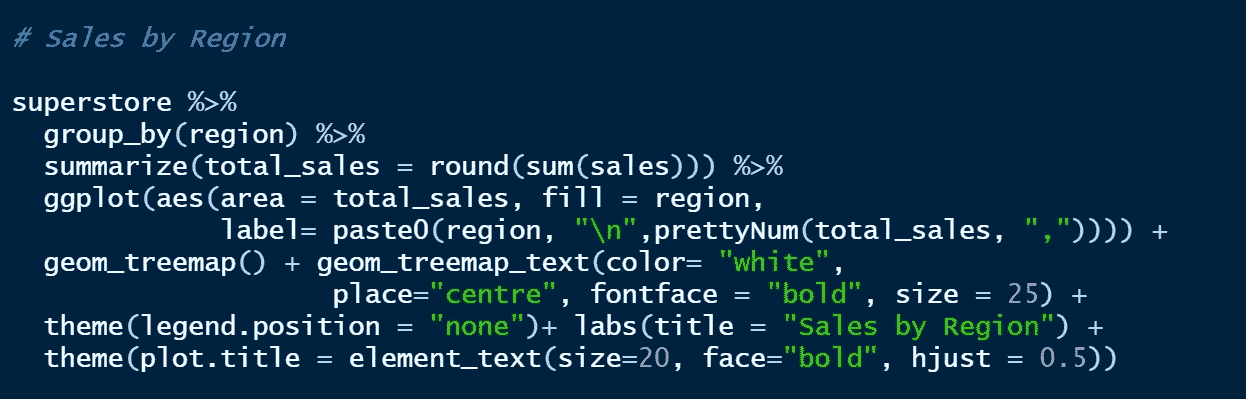 # Sales by Region
superstore %>%
  group_by(region) %>%
  summarize(total_sales = round(sum(sales))) %>%
  ggplot(aes(area = total_sales, fill = region,
             label= paste0(region, "\n",prettyNum(total_sales, ",")))) +
  geom_treemap() + geom_treemap_text(color= "white",
                    place="centre", fontface = "bold", size = 25) +
  theme(legend.position = "none")+ labs(title = "Sales by Region") +
  theme(plot.title = element_text(size=20, face="bold", hjust = 0.5))